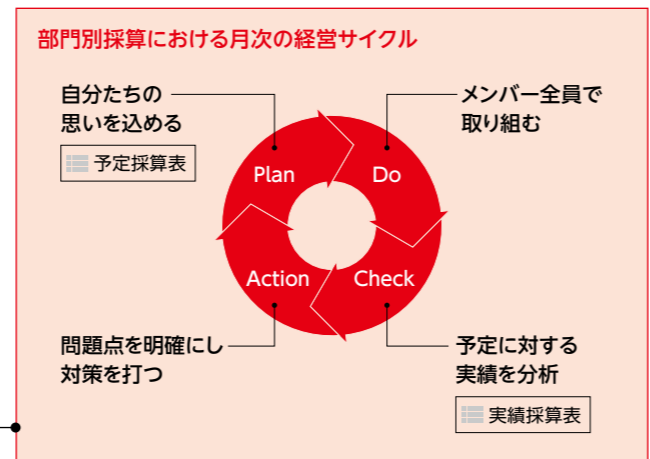 部門別採算における月次の経営サイクル
自分たちの
思いを込める
予定採算表
メンバー全員で
取り組む
Plan
Do
Action
Check
問題点を明確にし
対策を打つ
予定に対する
実績を分析
実績採算表